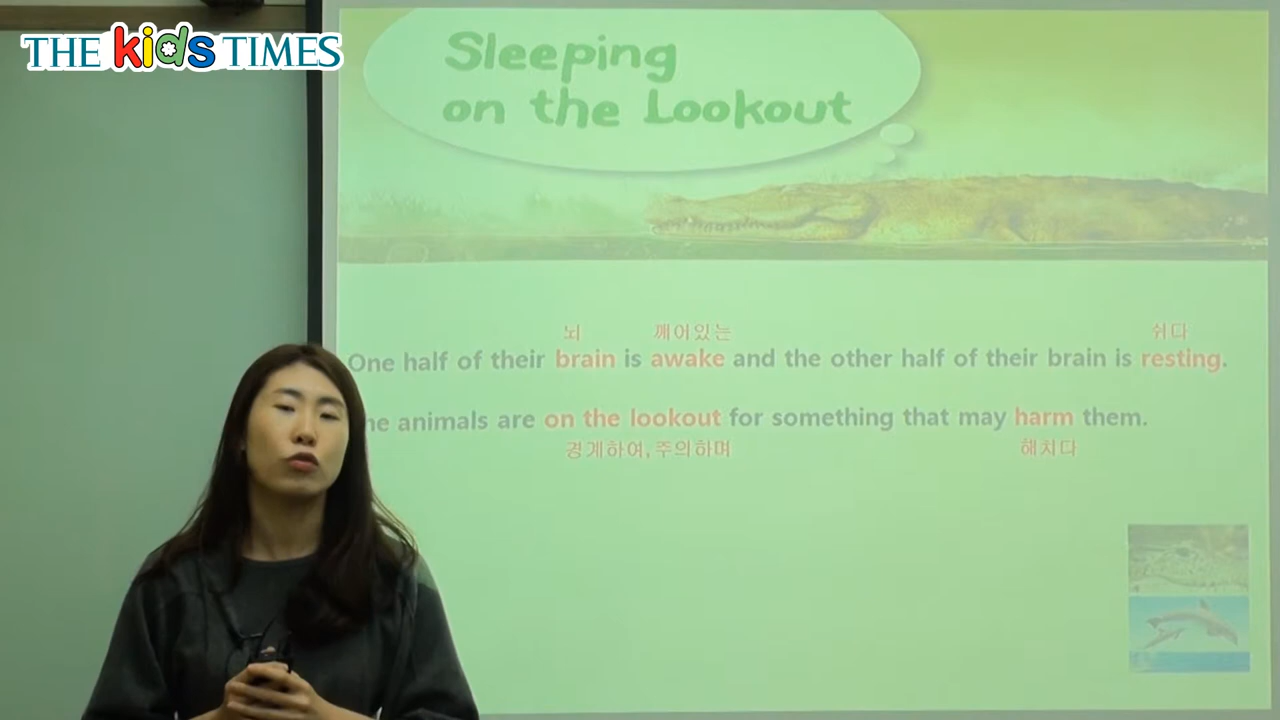 THE kids TIMES
Sleeping
on the Lookout
뇌 깨어있는 쉬다
One half of their brain is awake and the other half of their brain is resting.
animals are on the lookout for something that may harm them.
경계하여, 주의하며 해치다